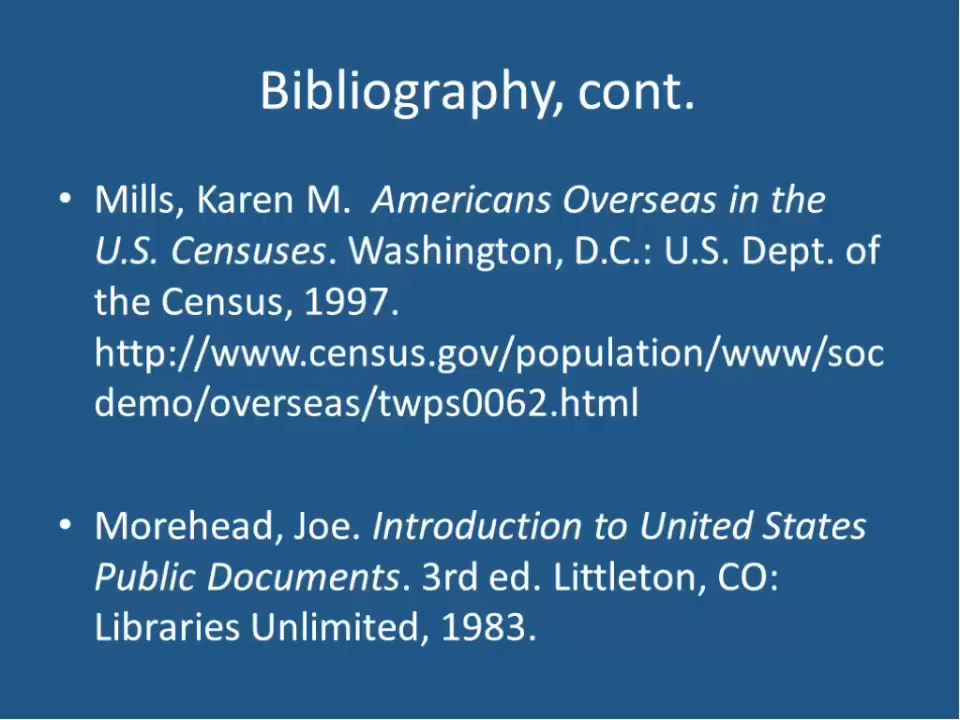 Bibliography, cont.
• Mills, Karen M.  Americans Overseas in the
U.S. Censuses. Washington, D.C.: U.S. Dept. of
the Census, 1997.
http://www.census.gov/population/www/soc
demo/overseas/twps0062.html
• Morehead, Joe. Introduction to United States
Public Documents. 3rd ed. Littleton, CO:
Libraries Unlimited, 1983.